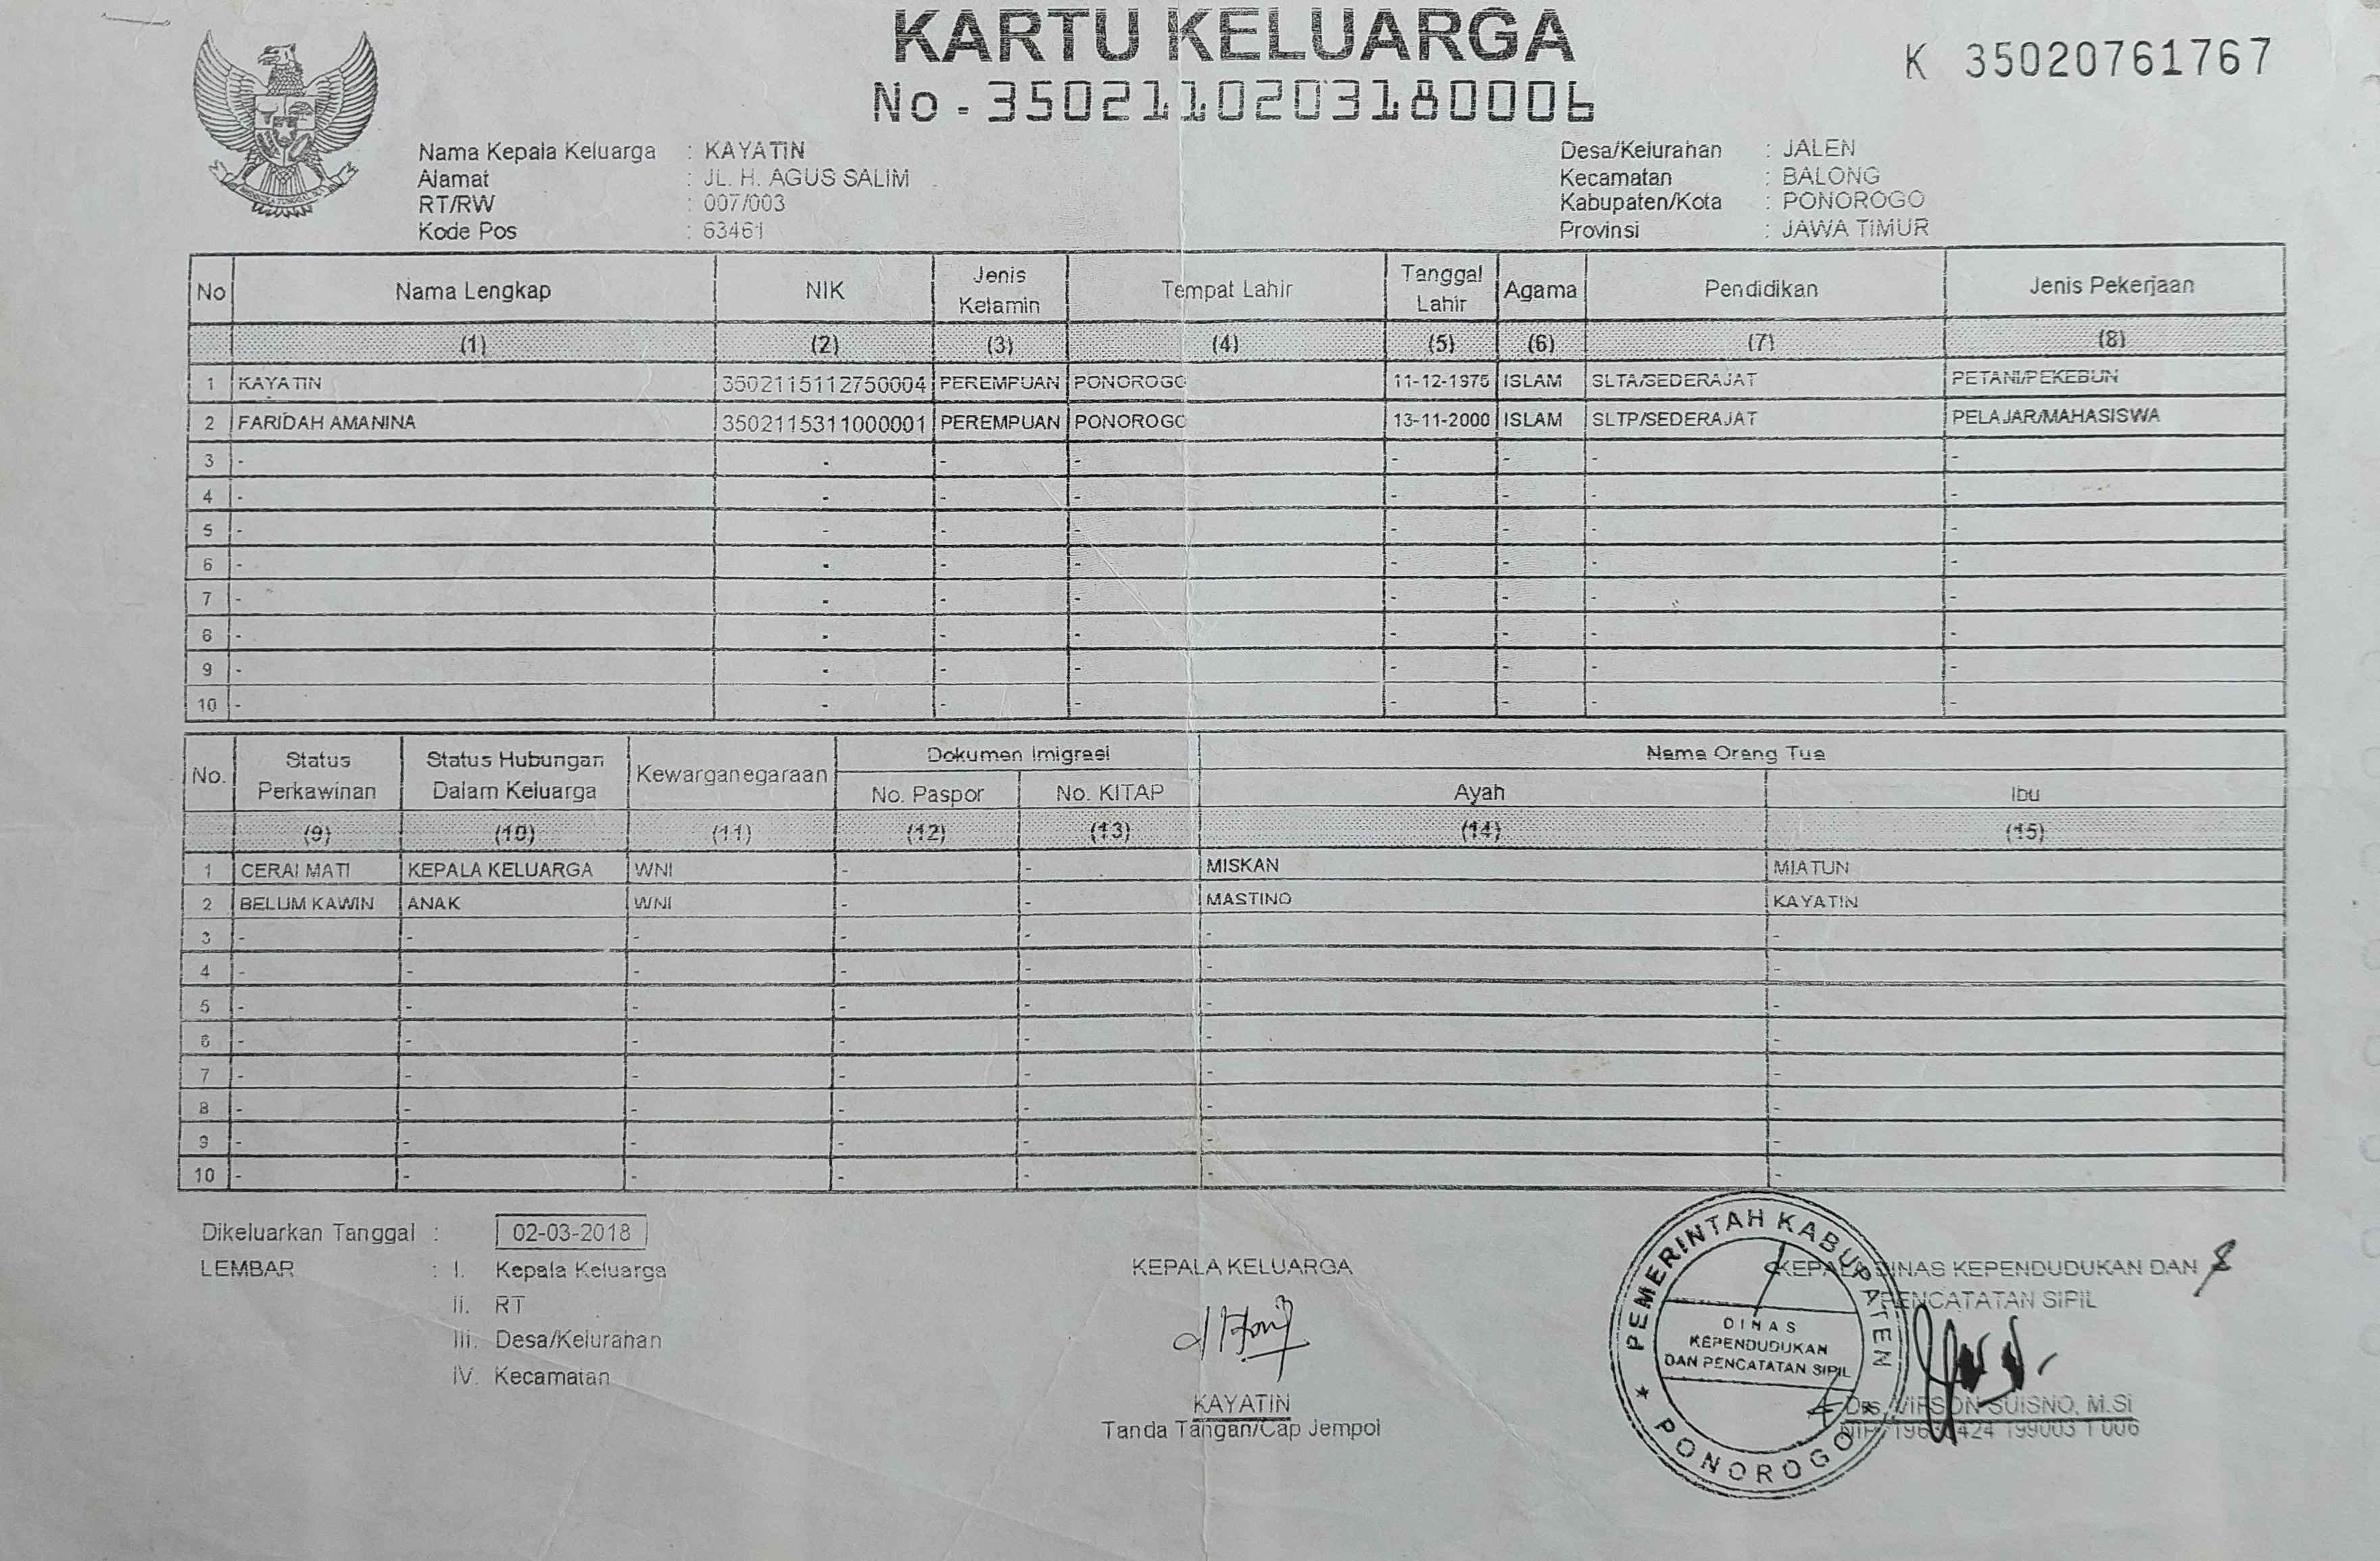 KARTU KELUARGA
No - 3502110203180006
K 35020761767
Nama Kepala Keluarga : KAYATIN
Alamat : JL. H. AGUS SALIM
RT/RW : 007/003
Kode Pos : 63461
Desa/Kelurahan : JALEN
Kecamatan : BALONG
Kabupaten/Kota : PONOROGO
Provinsi : JAWA TIMUR
No Nama Lengkap NIK Jenis Kelamin Tempat Lahir Tanggal Lahir Agama Pendidikan Jenis Pekerjaan
(1) (2) (3) (4) (5) (6) (7) (8)
1 KAYATIN 3502115112750004 PEREMPUAN PONOROGO 11-12-1975 ISLAM SLTA/SEDERAJAT PETANI/PEKEBUN
2 FARIDAH AMANINA 3502115311000001 PEREMPUAN PONOROGO 13-11-2000 ISLAM SLTP/SEDERAJAT PELAJAR/MAHASISWA
3 - - - - - - - -
4 - - - - - - - -
5 - - - - - - - -
6 - - - - - - - -
7 - - - - - - - -
8 - - - - - - - -
9 - - - - - - - -
10 - - - - - - - -
No. Status Perkawinan Status Hubungan Dalam Keluarga Kewarganegaraan Dokumen Imigrasi Nama Orang Tua
No. Paspor No. KITAP Ayah Ibu
(9) (10) (11) (12) (13) (14) (15)
1 CERAI MATI KEPALA KELUARGA WNI - - MISKAN MIATUN
2 BELUM KAWIN ANAK WNI - - MASTINO KAYATIN
3 - - - - - - -
4 - - - - - - -
5 - - - - - - -
6 - - - - - - -
7 - - - - - - -
8 - - - - - - -
9 - - - - - - -
10 - - - - - - -
Dikeluarkan Tanggal : 02-03-2018
LEMBAR : I. Kepala Keluarga
II. RT
III. Desa/Kelurahan
IV. Kecamatan
KEPALA KELUARGA
KAYATIN
Tanda Tangan/Cap Jempol
KEPALA DINAS KEPENDUDUKAN DAN
PENCATATAN SIPIL
PEMERINTAH KABUPATEN
DINAS
KEPENDUDUKAN
DAN PENCATATAN SIPIL
PONOROGO
Drs. SUISNO, M.Si
NIP. 199003 1 006